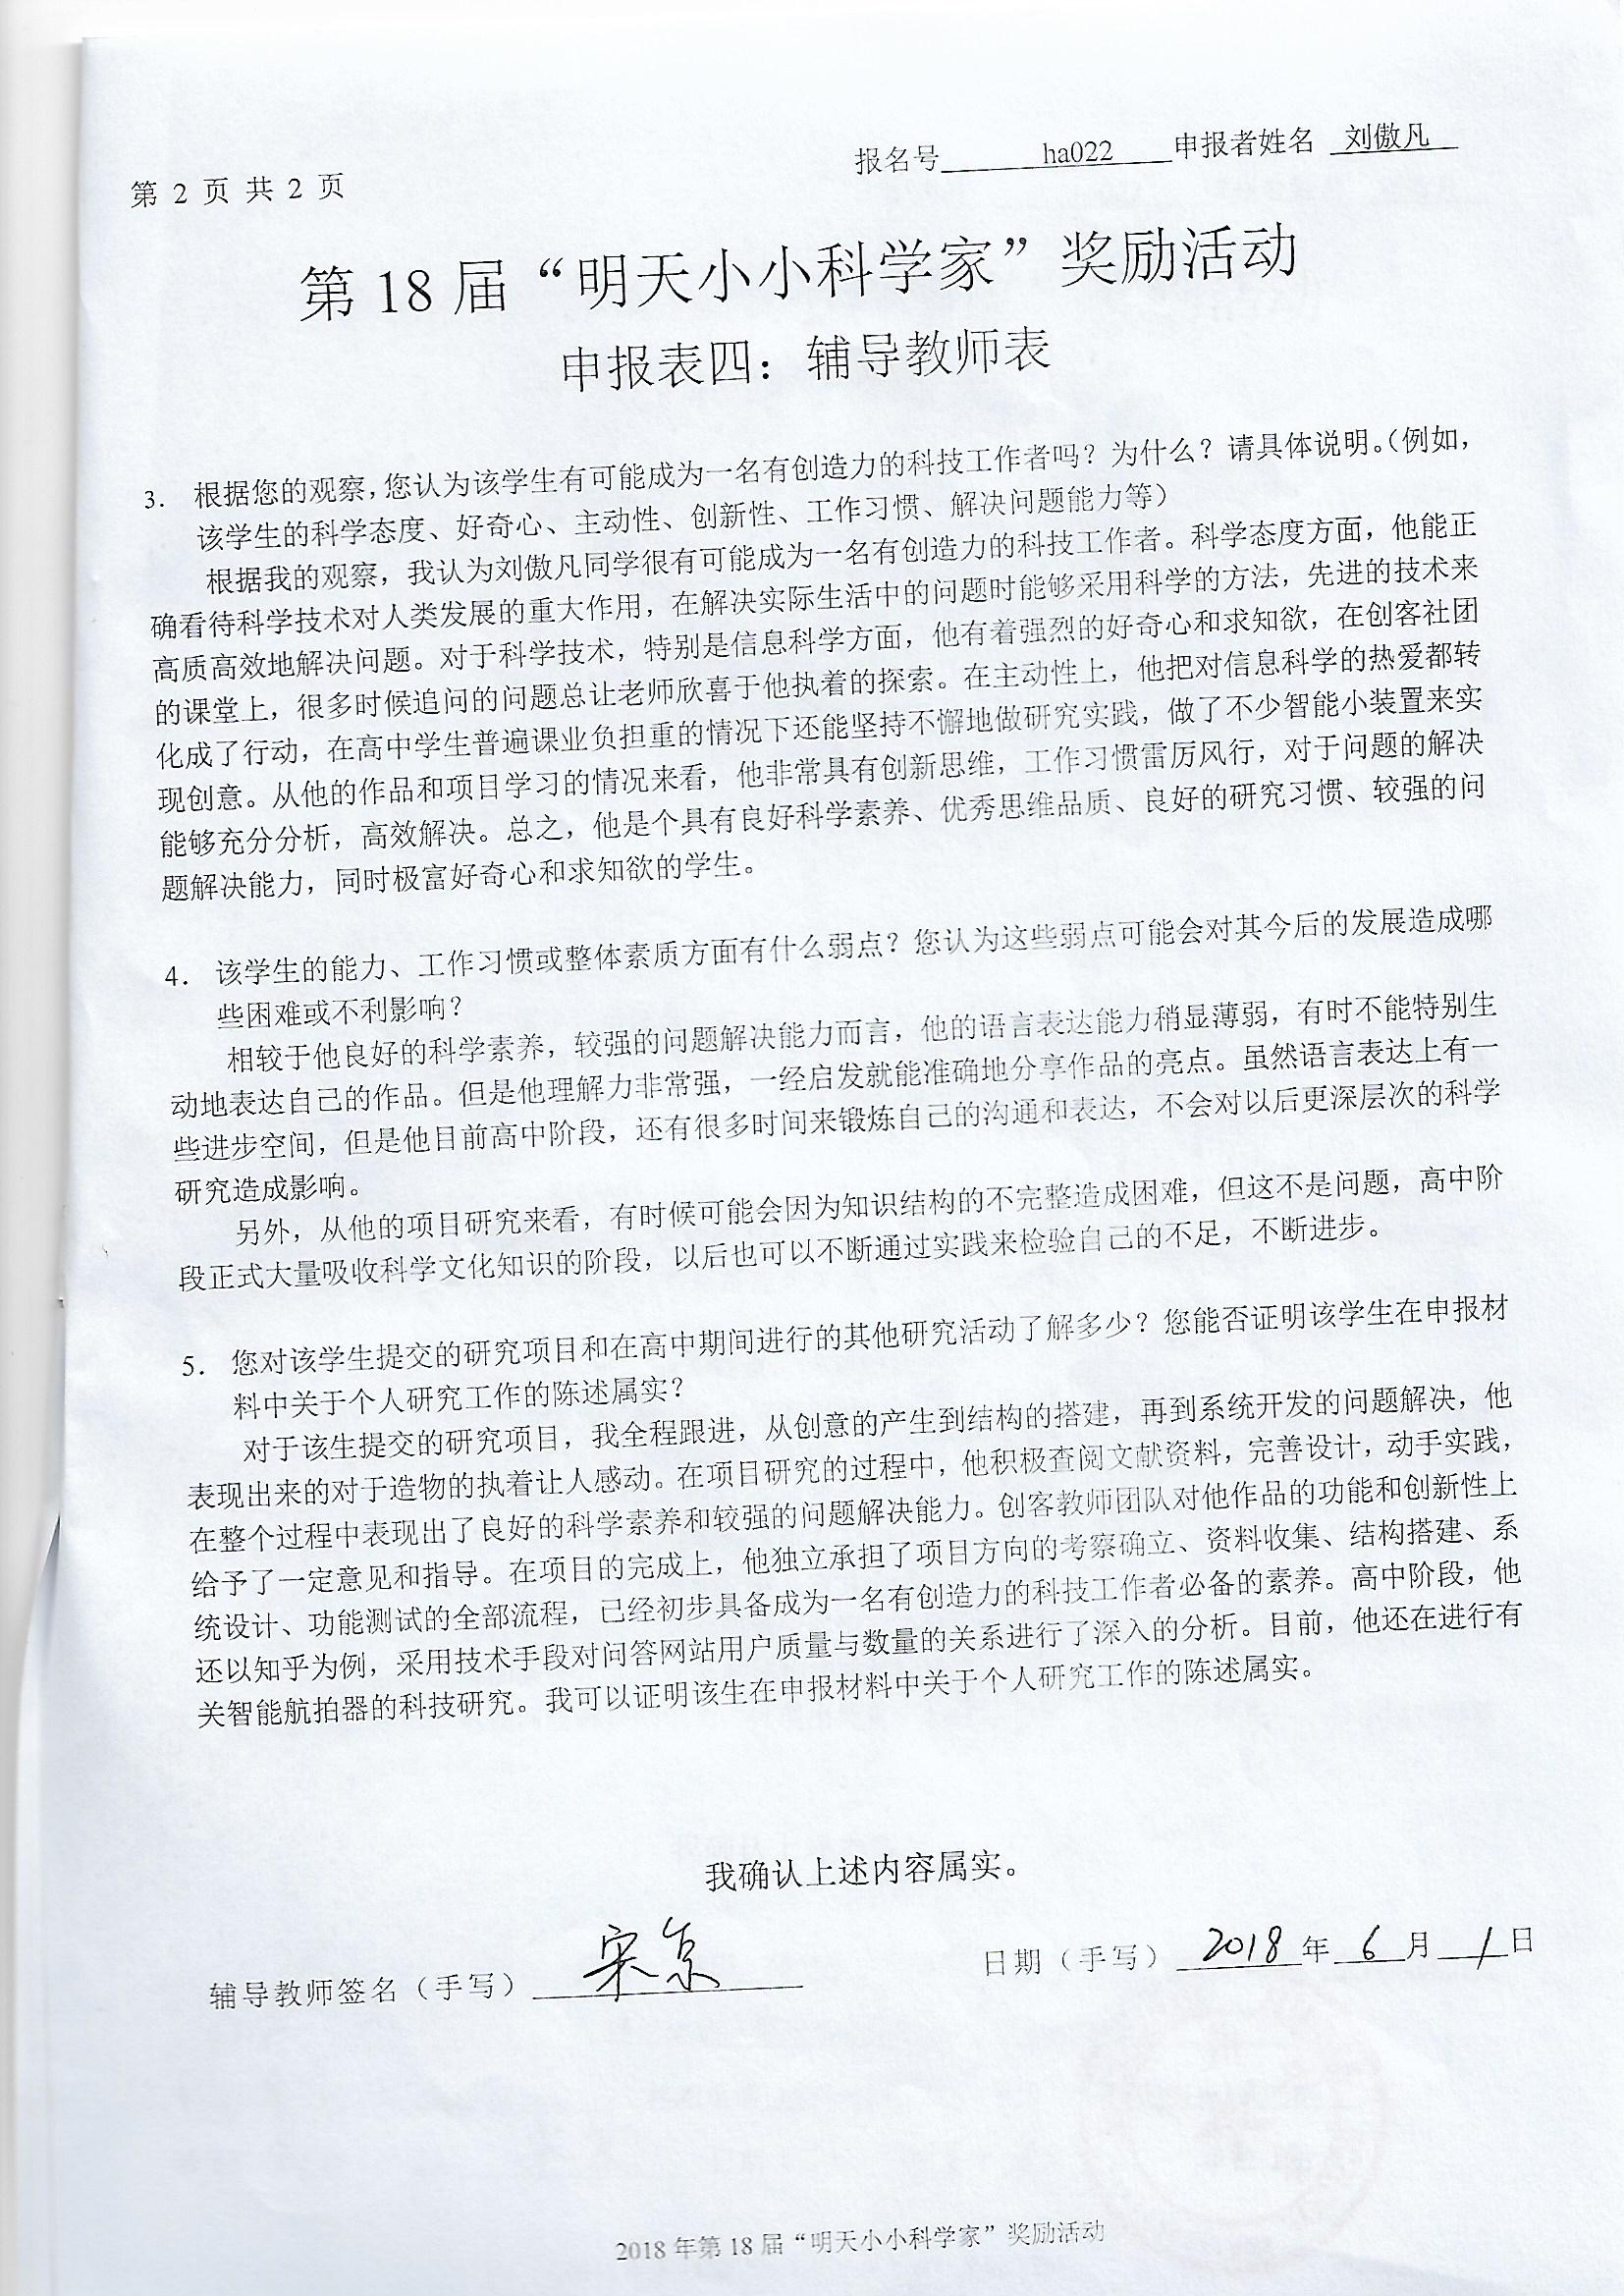 报名号 ha022 申报者姓名 刘傲凡
第 2 页 共 2 页
第 18 届“明天小小科学家”奖励活动
申报表四：辅导教师表
3. 根据您的观察，您认为该学生有可能成为一名有创造力的科技工作者吗？为什么？请具体说明。（例如，
该学生的科学态度、好奇心、主动性、创新性、工作习惯、解决问题能力等）
根据我的观察，我认为刘傲凡同学很有可能成为一名有创造力的科技工作者。科学态度方面，他能正
确看待科学技术对人类发展的重大作用，在解决实际生活中的问题时能够采用科学的方法，先进的技术来
高质高效地解决问题。对于科学技术，特别是信息科学方面，他有着强烈的好奇心和求知欲，在创客社团
的课堂上，很多时候追问的问题总让老师欣喜于他执着的探索。在主动性上，他把对信息科学的热爱都转
化成了行动，在高中学生普遍课业负担重的情况下还能坚持不懈地做研究实践，做了不少智能小装置来实
现创意。从他的作品和项目学习的情况来看，他非常具有创新思维，工作习惯雷厉风行，对于问题的解决
能够充分分析，高效解决。总之，他是个具有良好科学素养、优秀思维品质、良好的研究习惯、较强的问
题解决能力，同时极富好奇心和求知欲的学生。
4. 该学生的能力、工作习惯或整体素质方面有什么弱点？您认为这些弱点可能会对其今后的发展造成哪
些困难或不利影响？
相较于他良好的科学素养，较强的问题解决能力而言，他的语言表达能力稍显薄弱，有时不能特别生
动地表达自己的作品。但是他理解力非常强，一经启发就能准确地分享作品的亮点。虽然语言表达上有一
些进步空间，但是他目前高中阶段，还有很多时间来锻炼自己的沟通和表达，不会对以后更深层次的科学
研究造成影响。
另外，从他的项目研究来看，有时候可能会因为知识结构的不完整造成困难，但这不是问题，高中阶
段正式大量吸收科学文化知识的阶段，以后也可以不断通过实践来检验自己的不足，不断进步。
5. 您对该学生提交的研究项目和在高中期间进行的其他研究活动了解多少？您能否证明该学生在申报材
料中关于个人研究工作的陈述属实？
对于该生提交的研究项目，我全程跟进，从创意的产生到结构的搭建，再到系统开发的问题解决，他
表现出来的对于造物的执着让人感动。在项目研究的过程中，他积极查阅文献资料，完善设计，动手实践，
在整个过程中表现出了良好的科学素养和较强的问题解决能力。创客教师团队对他作品的功能和创新性上
给予了一定意见和指导。在项目的完成上，他独立承担了项目方向的考察确立、资料收集、结构搭建、系
统设计、功能测试的全部流程，已经初步具备成为一名有创造力的科技工作者必备的素养。高中阶段，他
还以知乎为例，采用技术手段对问答网站用户质量与数量的关系进行了深入的分析。目前，他还在进行有
关智能航拍器的科技研究。我可以证明该生在申报材料中关于个人研究工作的陈述属实。
我确认上述内容属实。
辅导教师签名（手写） 宋京 日期（手写） 2018 年 6 月 1 日
2018 年第 18 届“明天小小科学家”奖励活动